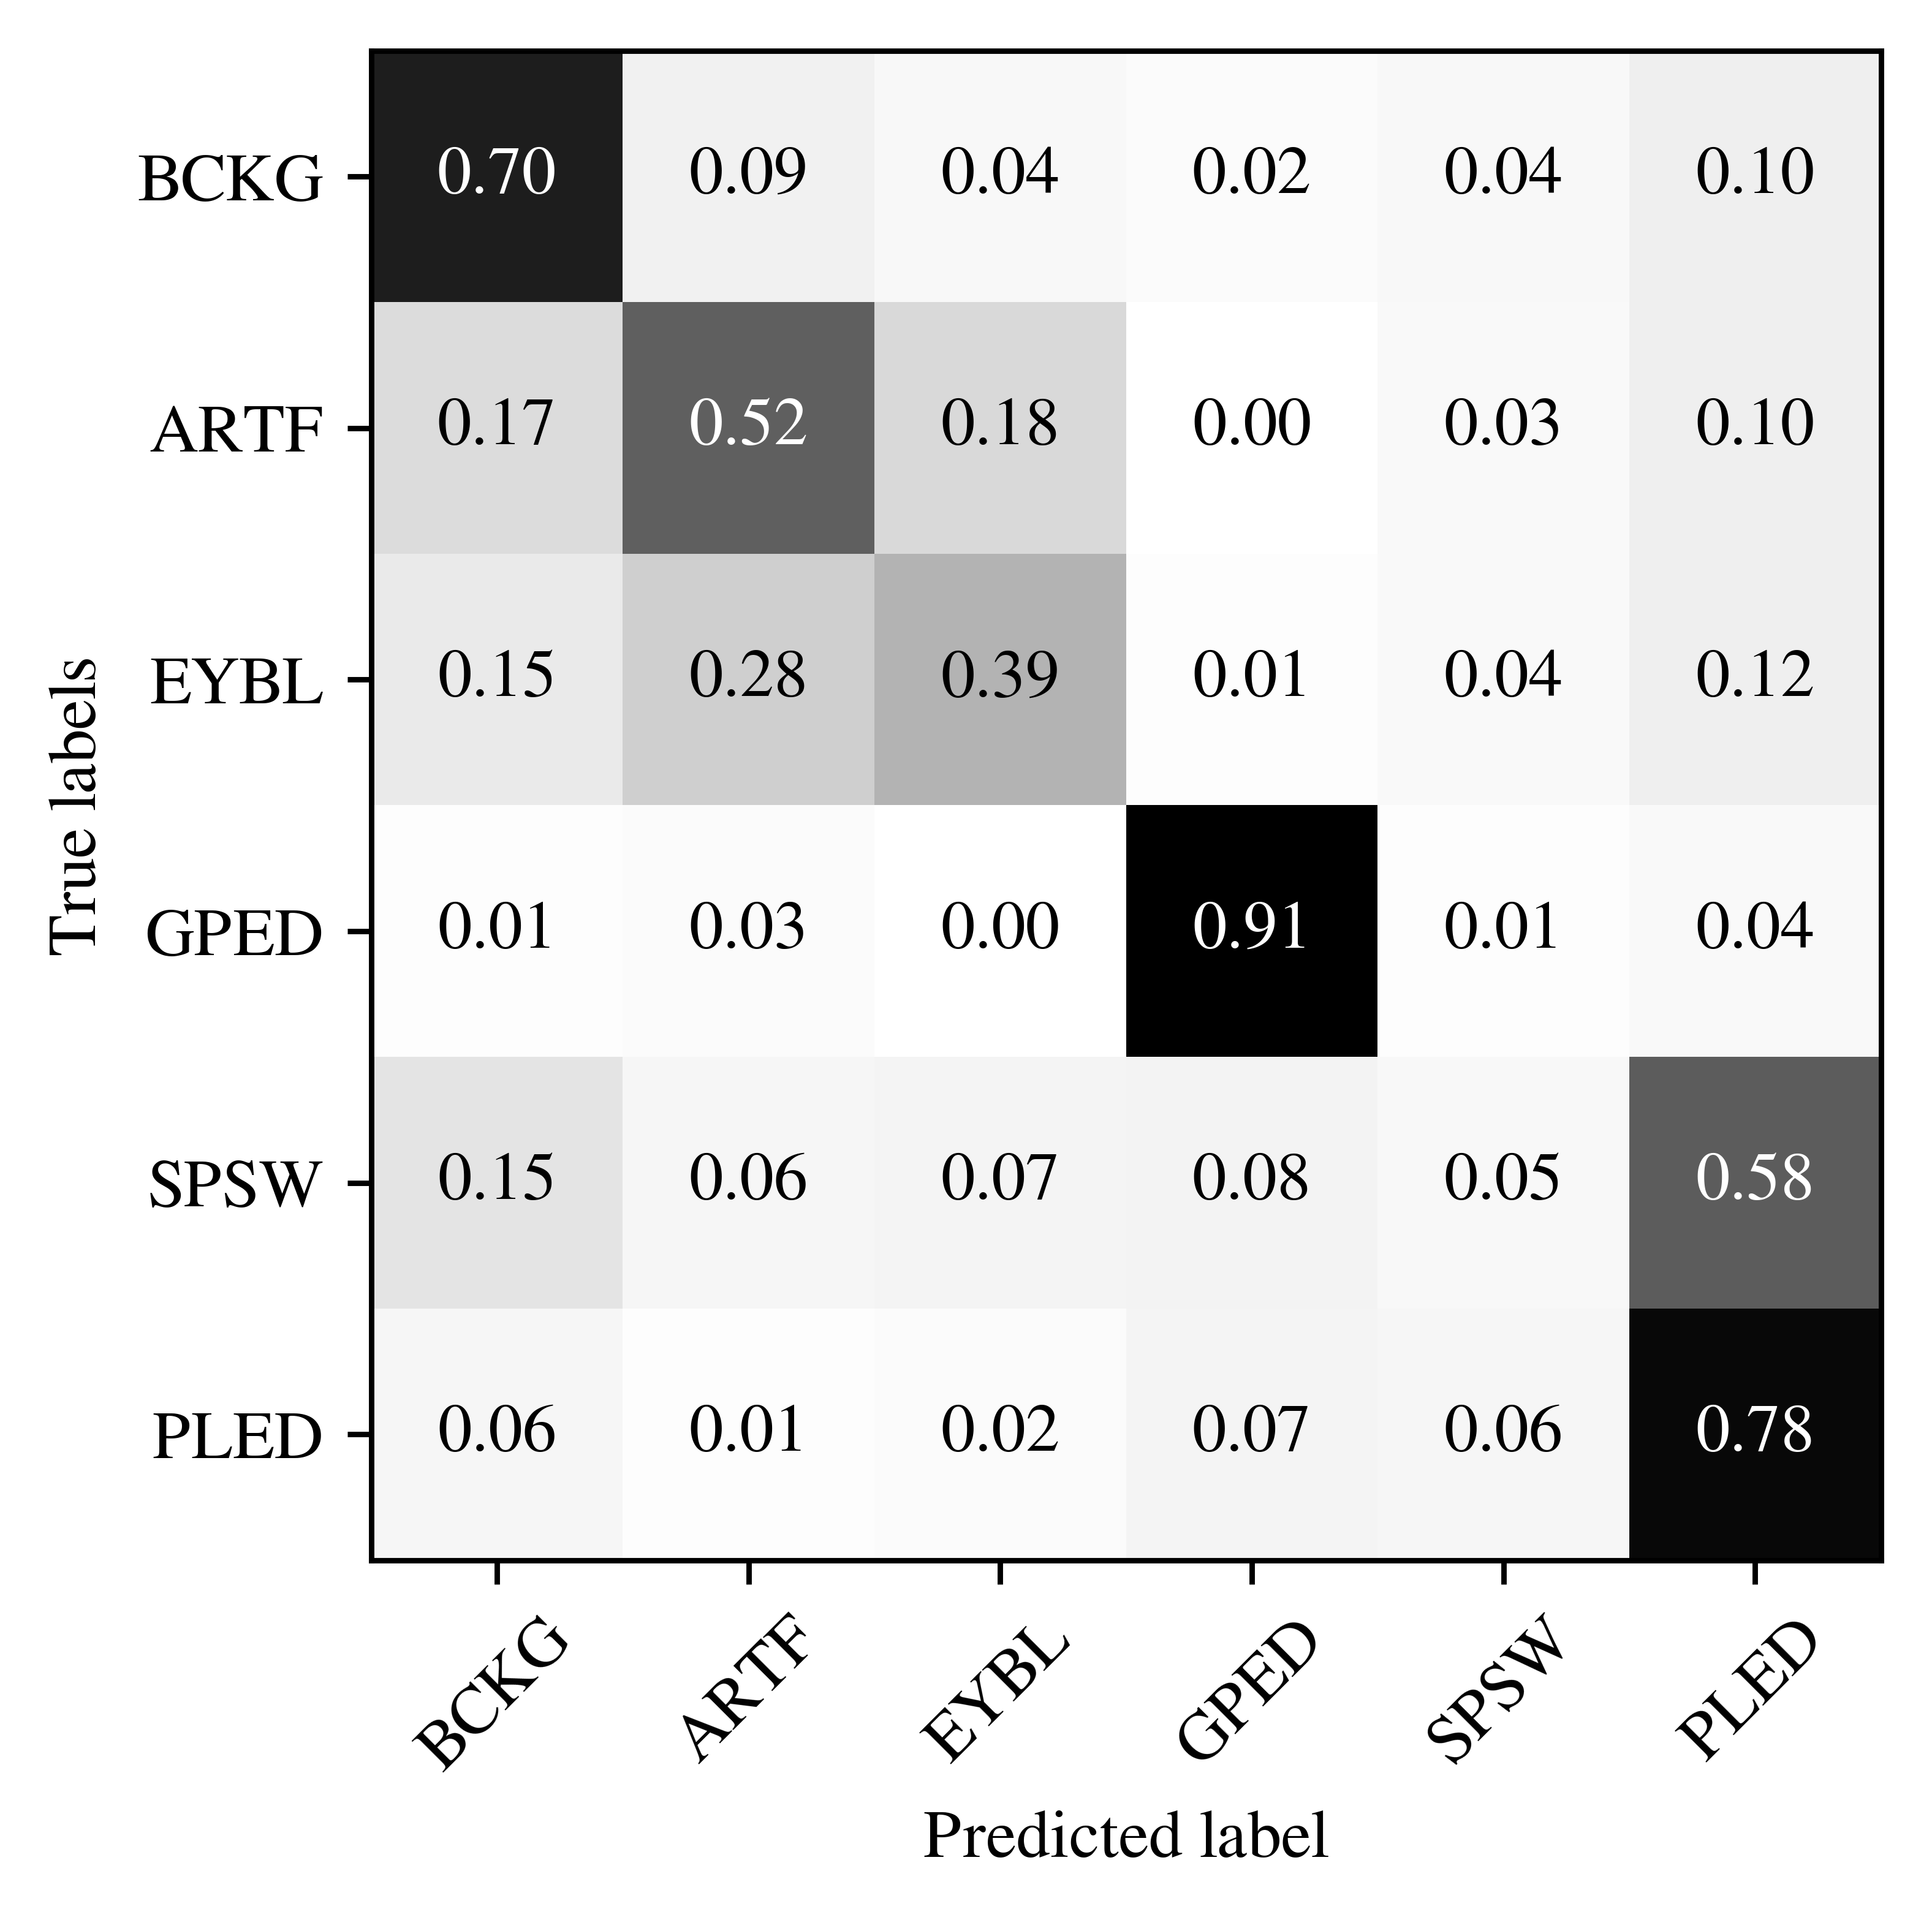 BCKG 0.70 0.09 0.04 0.02 0.04 0.10
ARTF 0.17 0.52 0.18 0.00 0.03 0.10
EYBL 0.15 0.28 0.39 0.01 0.04 0.12
GPED 0.01 0.03 0.00 0.91 0.01 0.04
SPSW 0.15 0.06 0.07 0.08 0.05 0.58
PLED 0.06 0.01 0.02 0.07 0.06 0.78
True labels
BCKG ARTF EYBL GPED SPSW PLED
Predicted label